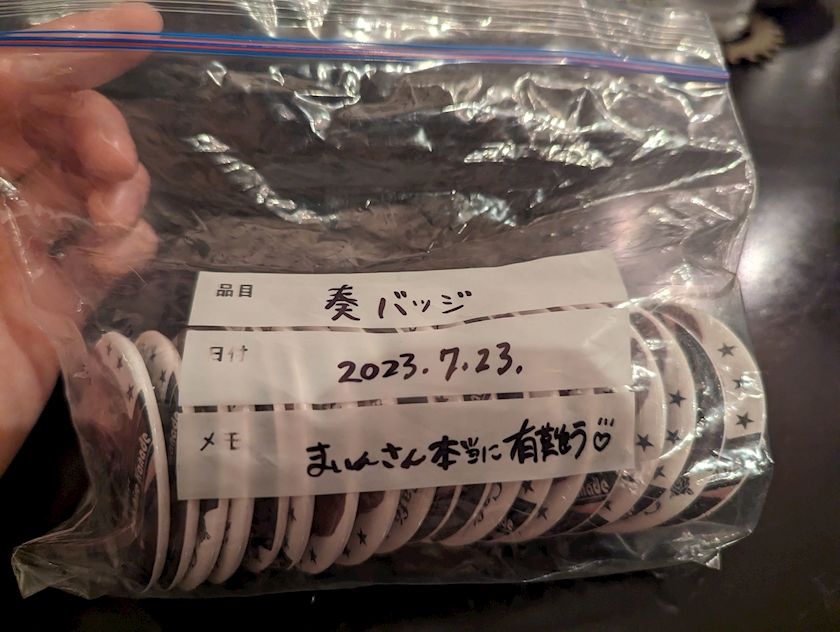 品目 奏 バッジ
日付 2023.7.23.
メモ まいんさん本当に有難う♡